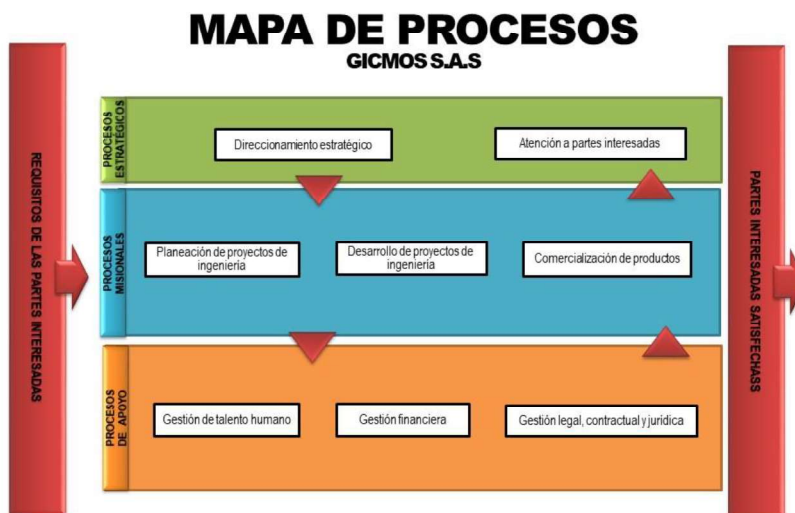 MAPA DE PROCESOS
GICMOS S.A.S
REQUISITOS DE LAS PARTES INTERESADAS
PROCESOS
ESTRATÉGICOS
Direccionamiento estratégico
Atención a partes interesadas
PROCESOS
MISIONALES
Planeación de proyectos de
ingeniería
Desarrollo de proyectos de
ingeniería
Comercialización de productos
PROCESOS
DE APOYO
Gestión de talento humano
Gestión financiera
Gestión legal, contractual y jurídica
PARTES INTERESADAS SATISFECHASS